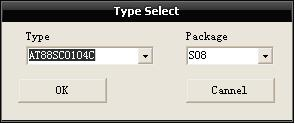 Type Select
Type Package
AT88SC0104C SO8
OK Cannel